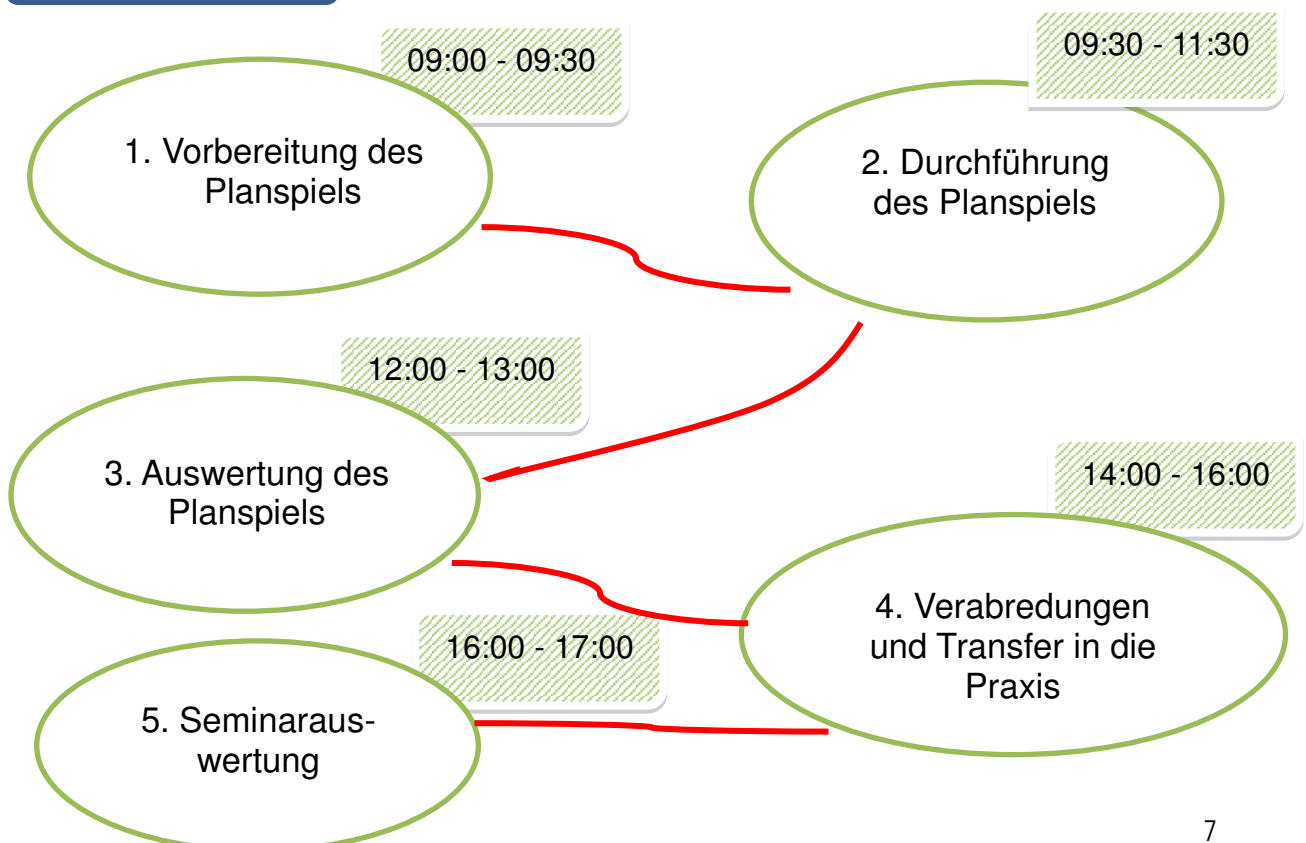 09:00 - 09:30
1. Vorbereitung des
Planspiels
09:30 - 11:30
2. Durchführung
des Planspiels
12:00 - 13:00
3. Auswertung des
Planspiels
14:00 - 16:00
4. Verabredungen
und Transfer in die
Praxis
16:00 - 17:00
5. Seminaraus-
wertung
7